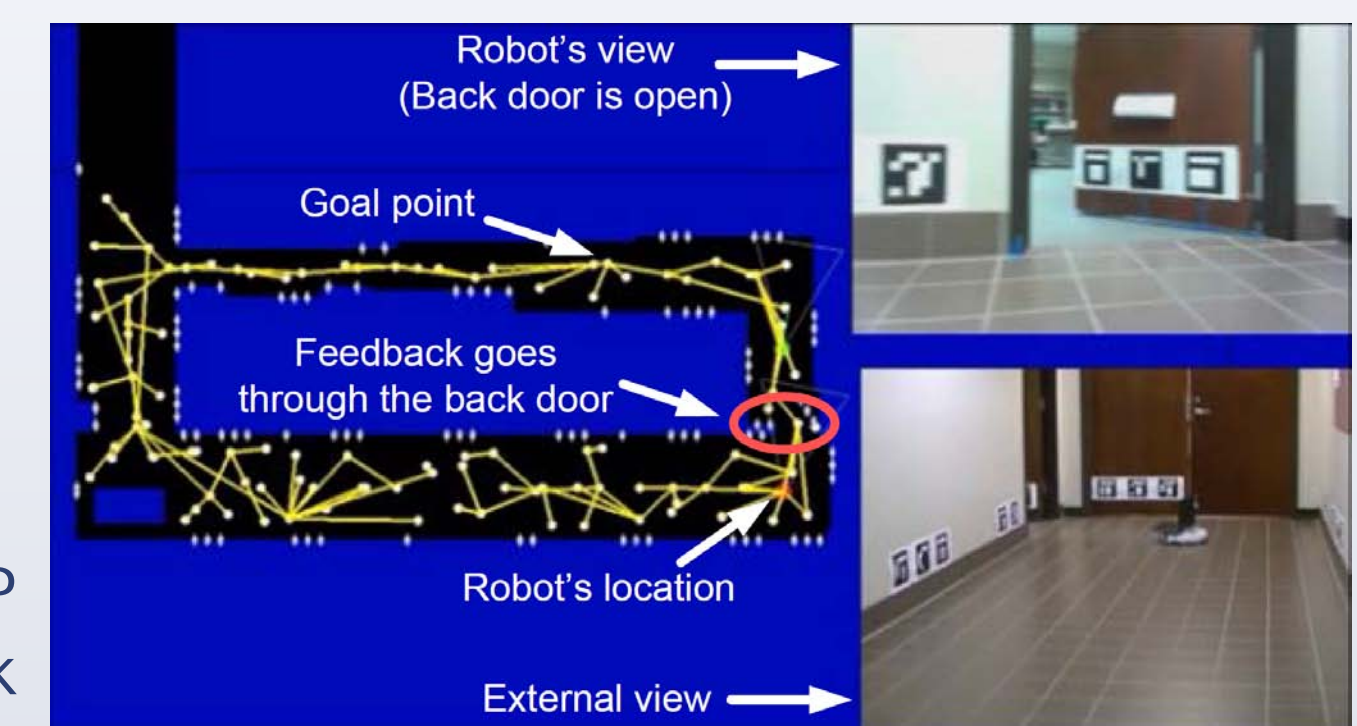 Robot's view
(Back door is open)
Goal point
Feedback goes
through the back door
Robot's location
External view
P
K